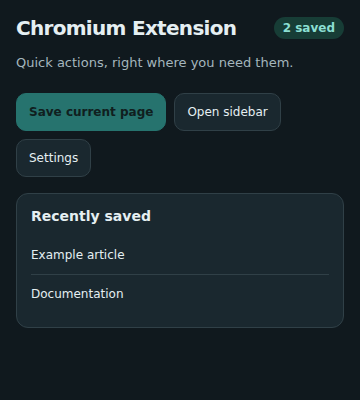 Chromium Extension
2 saved
Quick actions, right where you need them.
Save current page
Open sidebar
Settings
Recently saved
Example article
Documentation